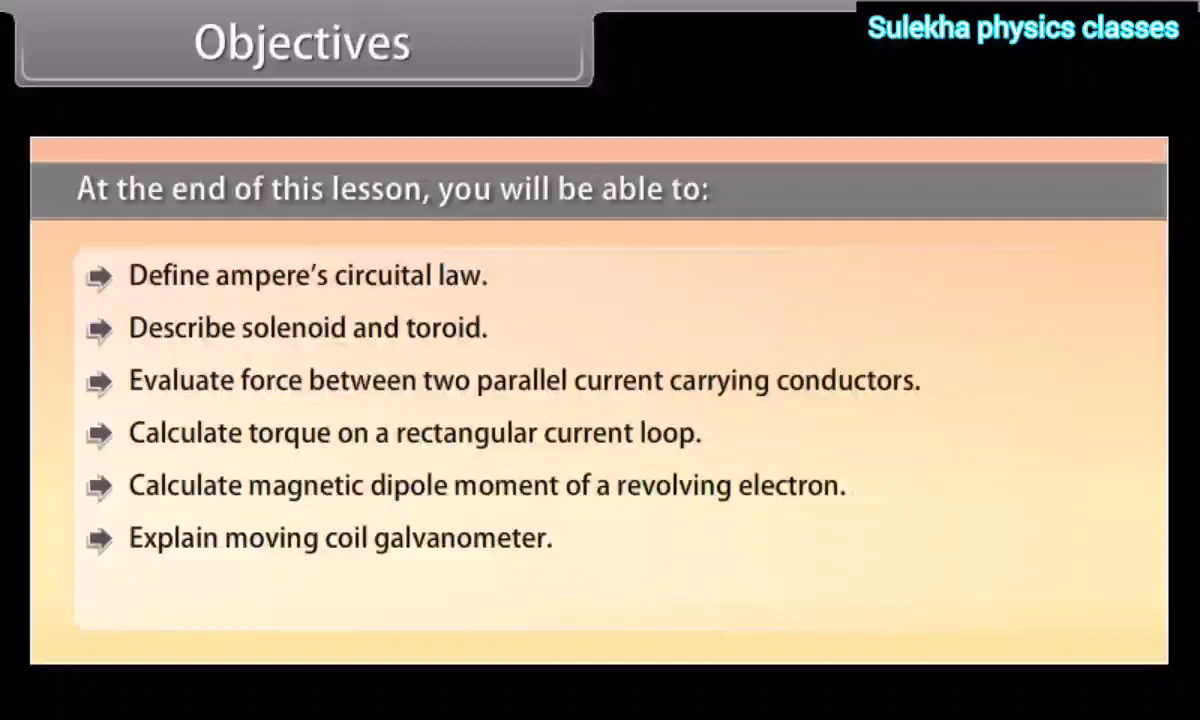 Objectives
Sulekha physics classes
At the end of this lesson, you will be able to:
Define ampere's circuital law.
Describe solenoid and toroid.
Evaluate force between two parallel current carrying conductors.
Calculate torque on a rectangular current loop.
Calculate magnetic dipole moment of a revolving electron.
Explain moving coil galvanometer.